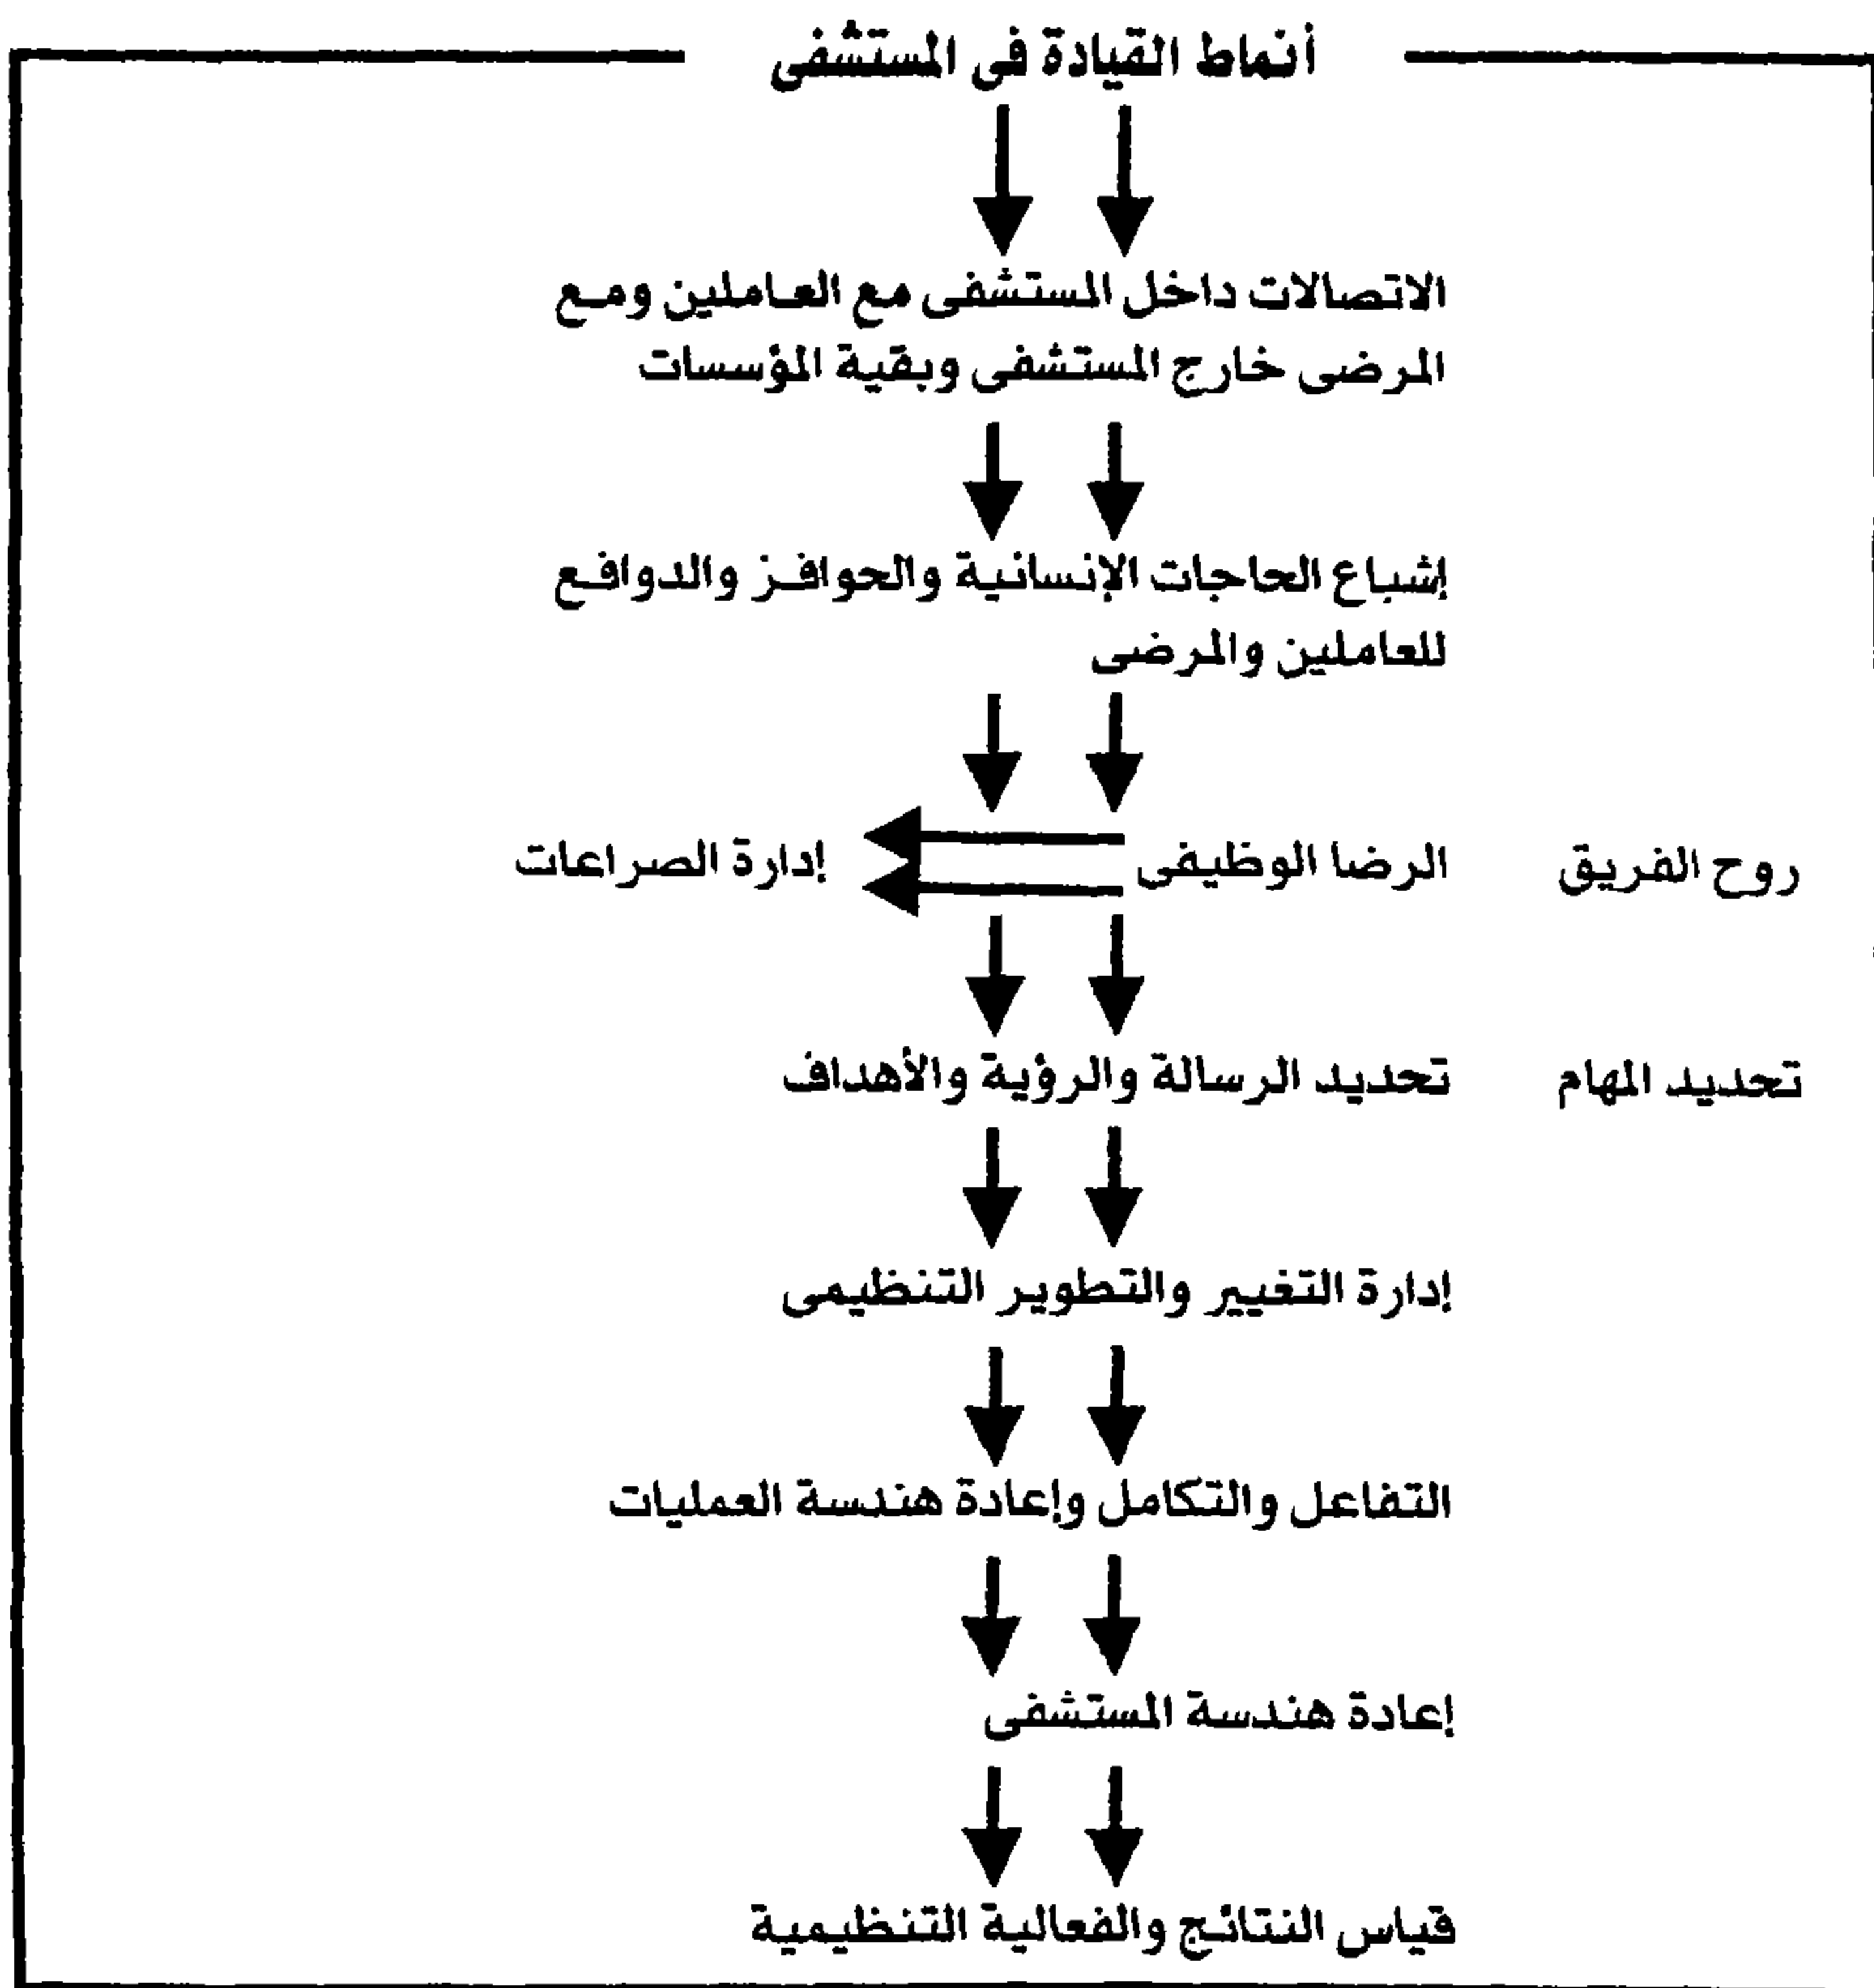 أنماط القيادة فى المستشفى
الاتصالات داخل المستشفى مع العاملين ومع
المرضى خارج المستشفى وبقية المؤسسات
إشباع الحاجات الإنسانية والحوافز والدوافع
للعاملين والمرضى
روح الفريق الرضا الوظيفى إدارة الصراعات
تحديد المهام تحديد الرسالة والرؤية والأهداف
إدارة التغيير والتطوير التنظيمى
التفاعل والتكامل وإعادة هندسة العمليات
إعادة هندسة المستشفى
قياس النتائج والفعالية التنظيمية